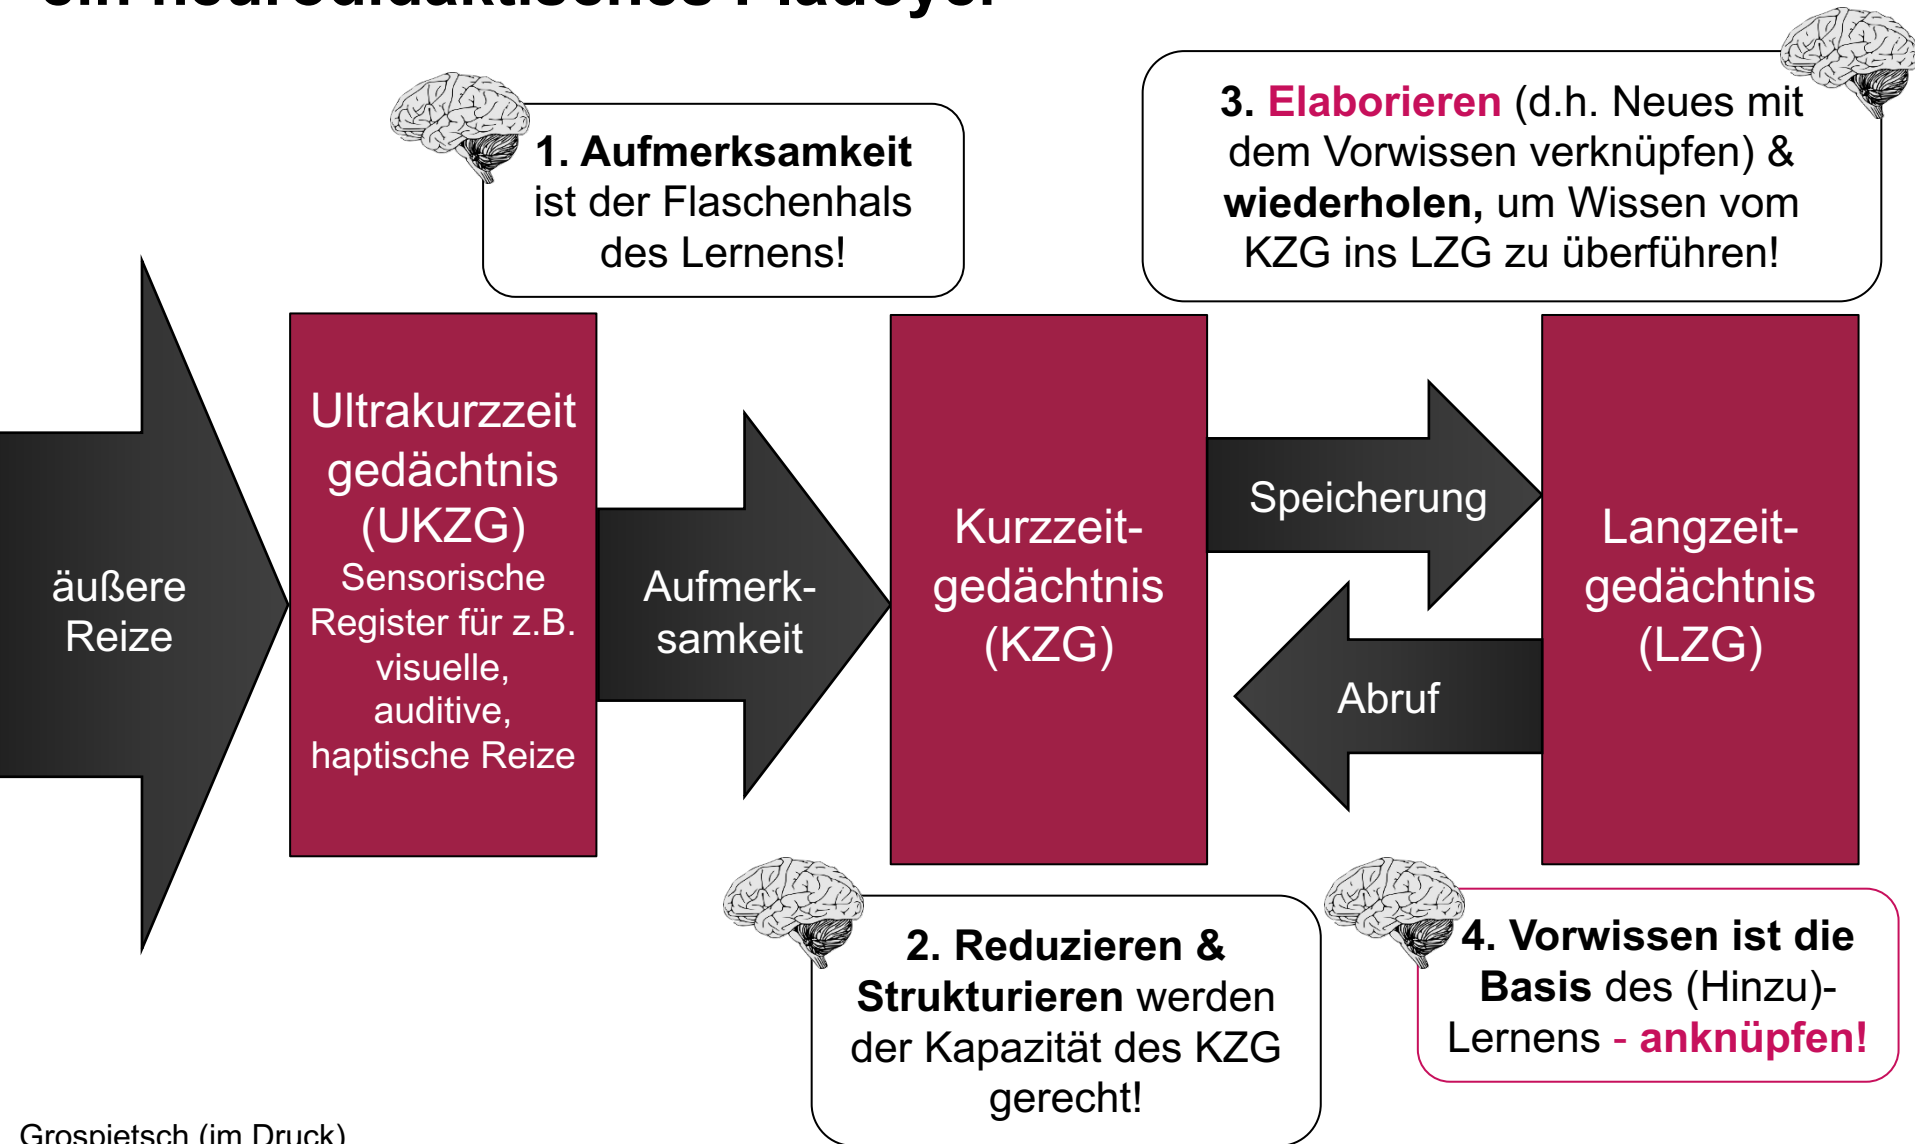 ein neurodidaktisches Plädoyer
1. Aufmerksamkeit
ist der Flaschenhals
des Lernens!
3. Elaborieren (d.h. Neues mit
dem Vorwissen verknüpfen) &
wiederholen, um Wissen vom
KZG ins LZG zu überführen!
äußere
Reize
Ultrakurzzeit
gedächtnis
(UKZG)
Sensorische
Register für z.B.
visuelle,
auditive,
haptische Reize
Aufmerk-
samkeit
Kurzzeit-
gedächtnis
(KZG)
Speicherung
Abruf
Langzeit-
gedächtnis
(LZG)
2. Reduzieren &
Strukturieren werden
der Kapazität des KZG
gerecht!
4. Vorwissen ist die
Basis des (Hinzu)-
Lernens - anknüpfen!
Grospietsch (im Druck)